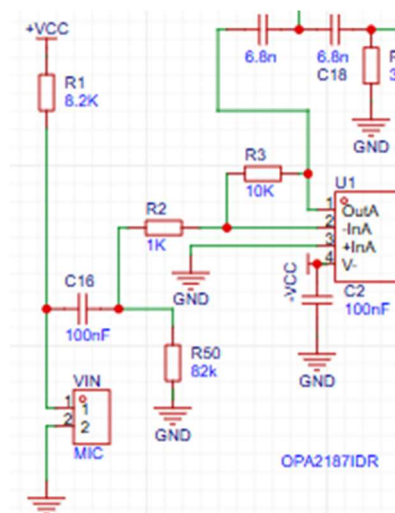 +VCC
R1
8.2K
6.8n
6.8n
C18
R
3
GND
R3
10K
U1
R2
1K
1
OutA
2
-InA
3
+InA
4
V-
GND
-VCC
C2
100nF
C16
100nF
R50
82k
GND
GND
VIN
1
1
2
2
MIC
OPA2187IDR